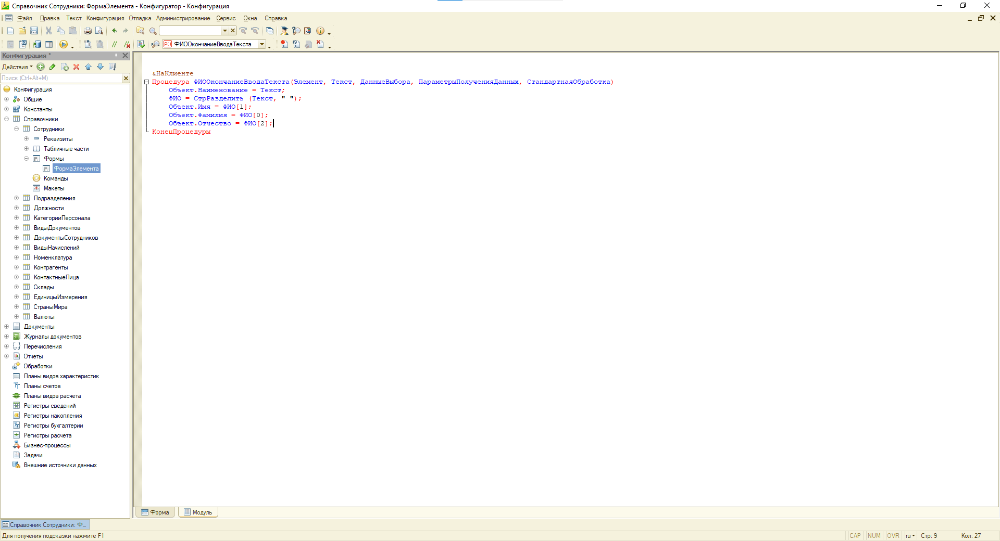 Справочник Сотрудники: ФормаЭлемента - Конфигуратор - Конфигурация
Файл Правка Текст Конфигурация Отладка Администрирование Сервис Окна Справка
ФИООкончаниеВводаТекста
Конфигурация *
Действия
Поиск (Ctrl+Alt+M)
Конфигурация
Общие
Константы
Справочники
Сотрудники
Реквизиты
Табличные части
Формы
ФормаЭлемента
Команды
Макеты
Подразделения
Должности
КатегорииПерсонала
ВидыДокументов
ДокументыСотрудников
ВидыНачислений
Номенклатура
Контрагенты
КонтактныеЛица
Склады
ЕдиницыИзмерения
СтраныМира
Валюты
Документы
Журналы документов
Перечисления
Отчеты
Обработки
Планы видов характеристик
Планы счетов
Планы видов расчета
Регистры сведений
Регистры накопления
Регистры бухгалтерии
Регистры расчета
Бизнес-процессы
Задачи
Внешние источники данных
&НаКлиенте
Процедура ФИООкончаниеВводаТекста(Элемент, Текст, ДанныеВыбора, ПараметрыПолученияДанных, СтандартнаяОбработка)
Объект.Наименование = Текст;
ФИО = СтрРазделить (Текст, " ");
Объект.Имя = ФИО[1];
Объект.Фамилия = ФИО[0];
Объект.Отчество = ФИО[2];
КонецПроцедуры
Форма Модуль
Справочник Сотрудники: Ф...
Для получения подсказки нажмите F1
CAP NUM OVR ru Стр: 9 Кол: 27